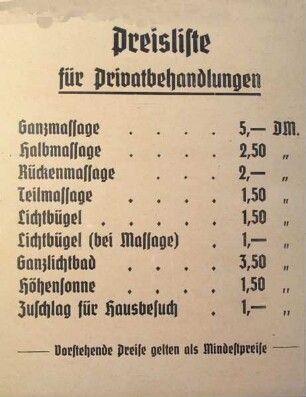 Preisliste
für Privatbehandlungen
Ganzmassage . . . . 5,— DM.
Halbmassage . . . . 2,50 „
Rückenmassage . . . 2,— „
Teilmassage . . . . 1,50 „
Lichtbügel . . . . . 1,50 „
Lichtbügel (bei Massage) . 1,— „
Ganzlichtbad . . . . 3,50 „
Höhensonne . . . . 1,50 „
Zuschlag für Hausbesuch . 1,— „
— Vorstehende Preise gelten als Mindestpreise —